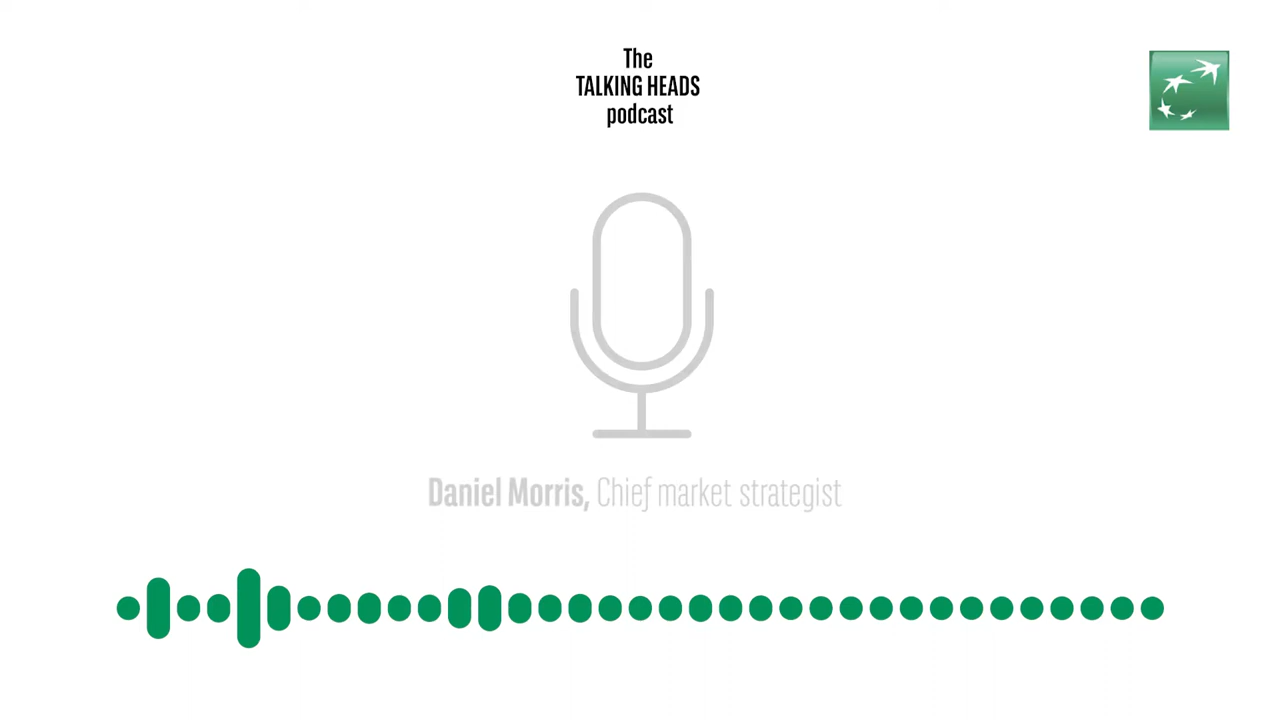 The
TALKING HEADS
podcast
Daniel Morris, Chief market strategist